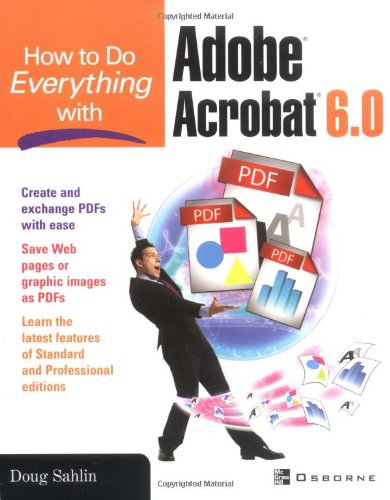 How to Do
Everything
with
Adobe®
Acrobat® 6.0
PDF
PDF
PDF
A
A
Create and
exchange PDFs
with ease
Save Web
pages or
graphic images
as PDFs
Learn the
latest features
of Standard
and Professional
editions
Doug Sahlin
Mc
Graw
Hill
OSBORNE